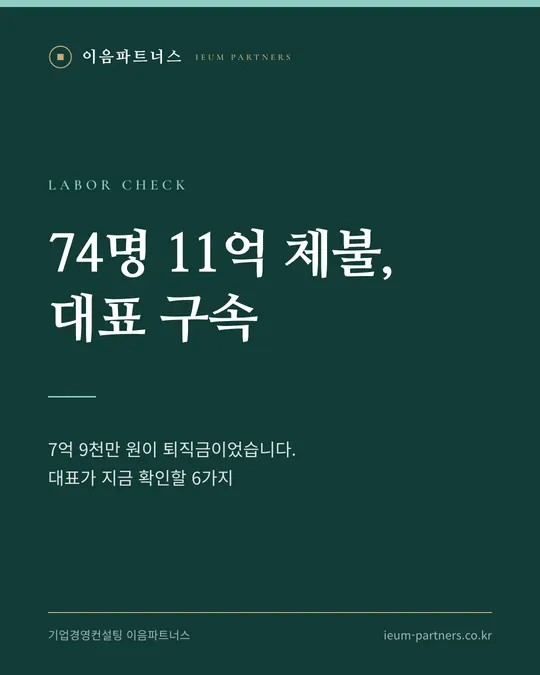 이음파트너스 IEUM PARTNERS
LABOR CHECK
74명 11억 체불,
대표 구속
7억 9천만 원이 퇴직금이었습니다.
대표가 지금 확인할 6가지
기업경영컨설팅 이음파트너스
ieum-partners.co.kr